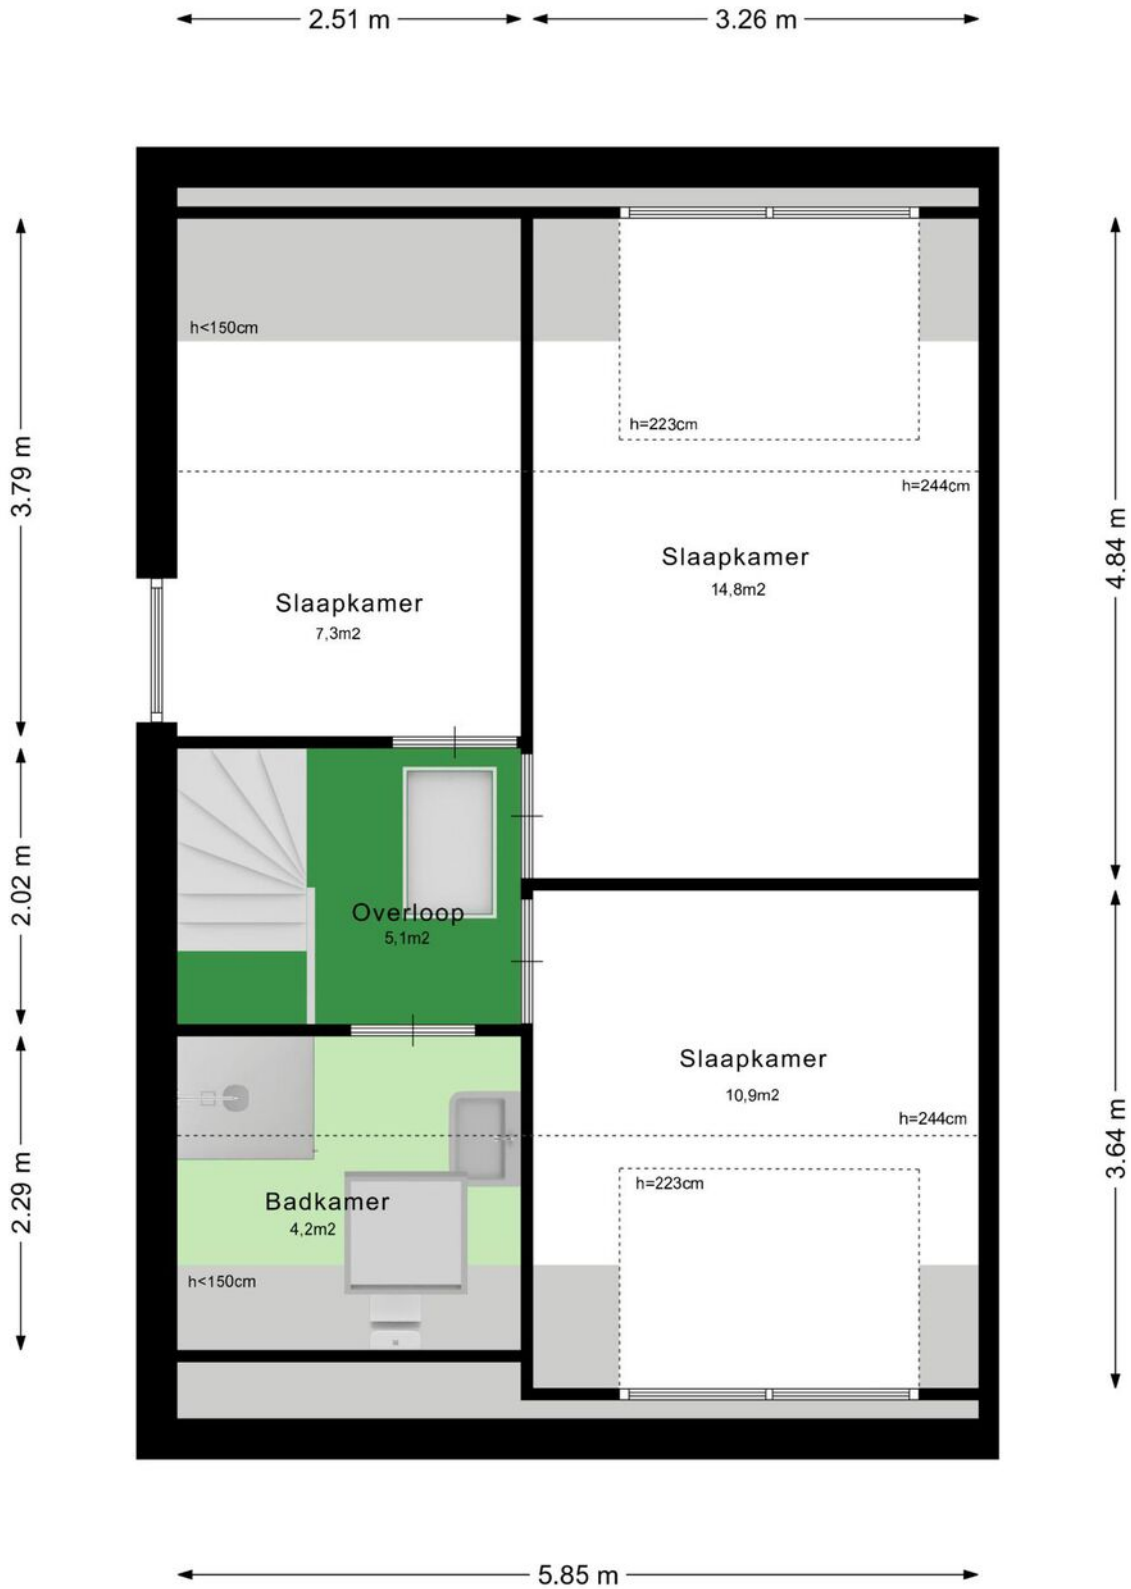 2.51 m
3.26 m
h<150cm
h=223cm
3.79 m
h=244cm
4.84 m
Slaapkamer
14,8m2
Slaapkamer
7,3m2
2.02 m
Overloop
5,1m2
Slaapkamer
10,9m2
h=244cm
3.64 m
2.29 m
h=223cm
Badkamer
4,2m2
h<150cm
5.85 m